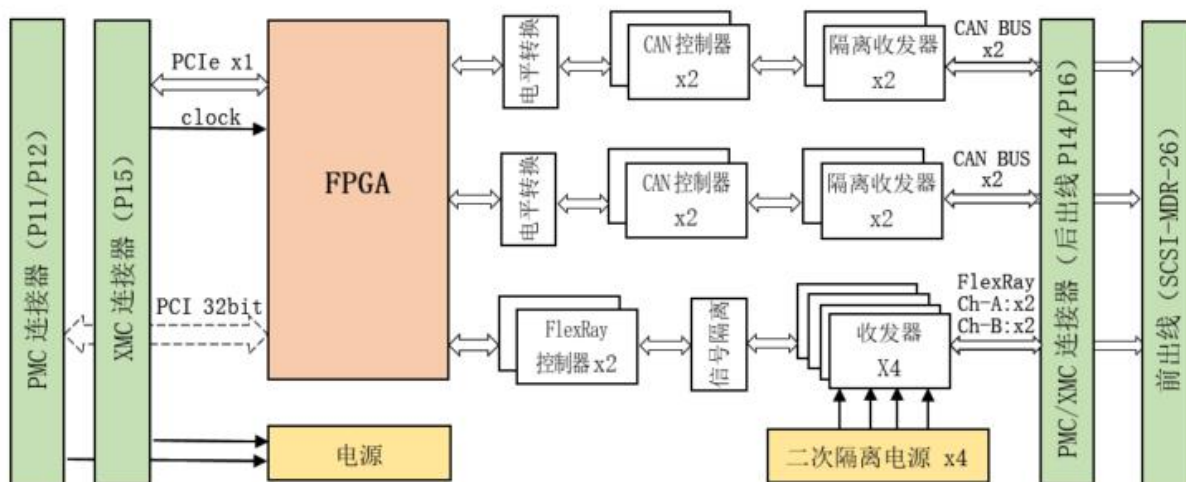 PMC 连接器（P11/P12）
XMC 连接器（P15）
PCIe x1
clock
PCI 32bit
FPGA
电源
电平转换
CAN 控制器
x2
隔离收发器
x2
CAN BUS
x2
电平转换
CAN 控制器
x2
隔离收发器
x2
CAN BUS
x2
FlexRay
控制器 x2
信号隔离
收发器
X4
FlexRay
Ch-A:x2
Ch-B:x2
二次隔离电源 x4
PMC/XMC 连接器（后出线 P14/P16）
前出线（SCSI-MDR-26）